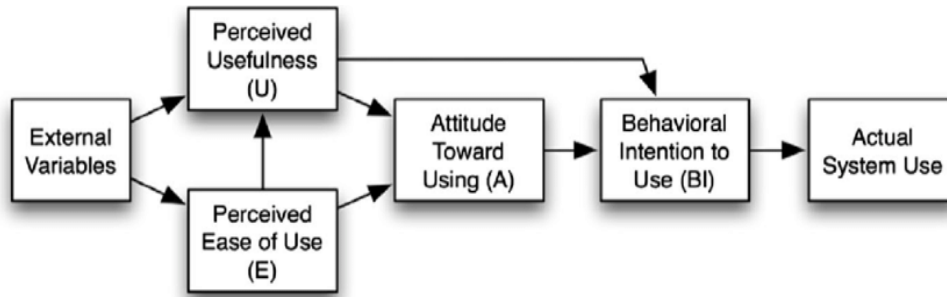 Perceived
Usefulness
(U)
External
Variables
Perceived
Ease of Use
(E)
Attitude
Toward
Using (A)
Behavioral
Intention to
Use (BI)
Actual
System Use